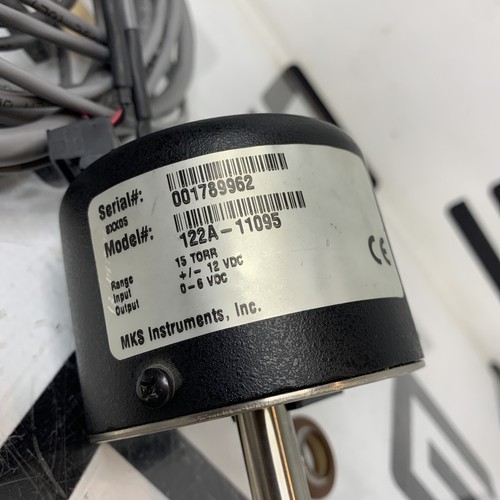 Serial#: 001789962
SXX05
Model#: 122A-11095
Range 15 TORR
Input +/- 12 VDC
Output 0-6 VDC
MKS Instruments, Inc.
CE